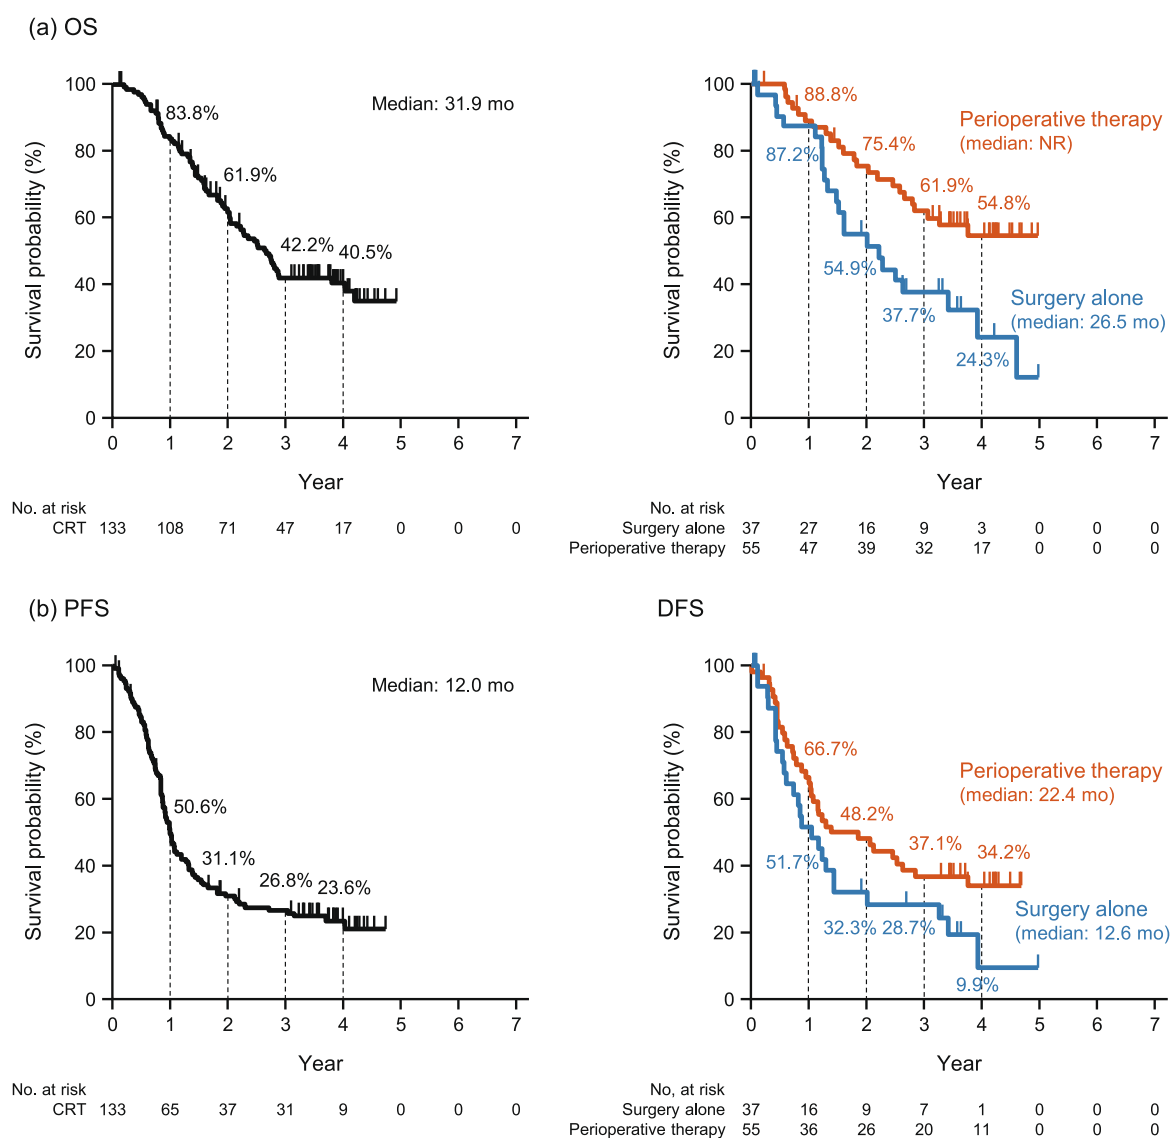 (a) OS
100
80
60
40
20
0
Survival probability (%)
83.8%
61.9%
42.2%
40.5%
Median: 31.9 mo
0 1 2 3 4 5 6 7
Year
No. at risk
CRT 133 108 71 47 17 0 0 0
100
80
60
40
20
0
Survival probability (%)
88.8%
75.4%
61.9%
54.8%
Perioperative therapy
(median: NR)
87.2%
54.9%
37.7%
24.3%
Surgery alone
(median: 26.5 mo)
0 1 2 3 4 5 6 7
Year
No. at risk
Surgery alone 37 27 16 9 3 0 0 0
Perioperative therapy 55 47 39 32 17 0 0 0
(b) PFS
100
80
60
40
20
0
Survival probability (%)
Median: 12.0 mo
50.6%
31.1%
26.8%
23.6%
0 1 2 3 4 5 6 7
Year
No. at risk
CRT 133 65 37 31 9 0 0 0
DFS
100
80
60
40
20
0
Survival probability (%)
66.7%
48.2%
37.1%
34.2%
Perioperative therapy
(median: 22.4 mo)
51.7%
32.3%
28.7%
9.9%
Surgery alone
(median: 12.6 mo)
0 1 2 3 4 5 6 7
Year
No, at risk
Surgery alone 37 16 9 7 1 0 0 0
Perioperative therapy 55 36 26 20 11 0 0 0